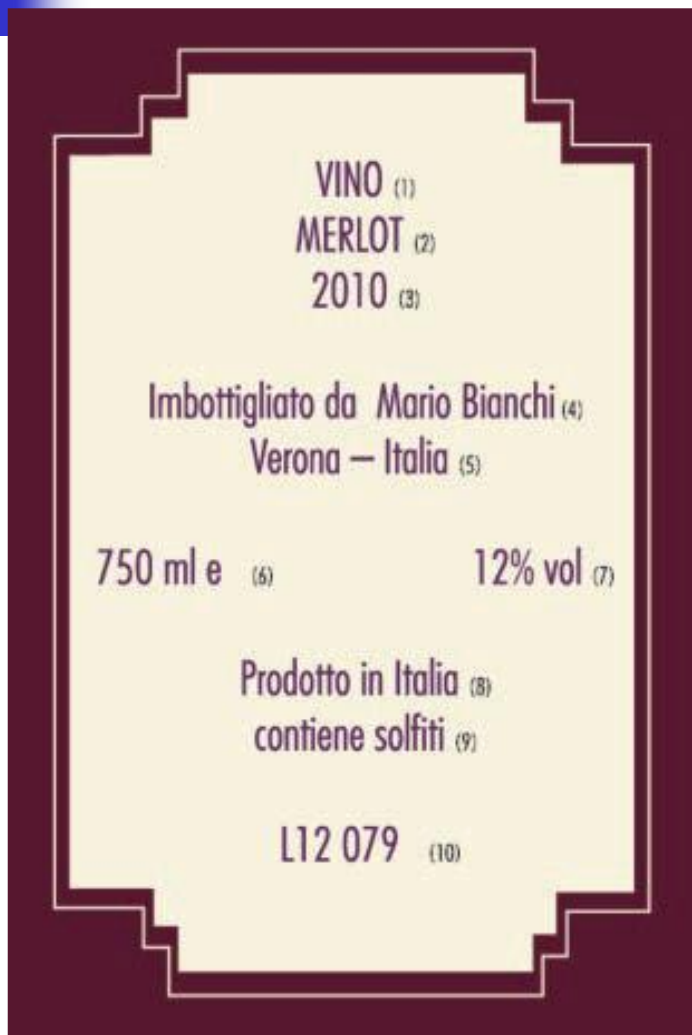 VINO (1)
MERLOT (2)
2010 (3)
Imbottigliato da Mario Bianchi (4)
Verona – Italia (5)
750 ml e (6) 12% vol (7)
Prodotto in Italia (8)
contiene solfiti (9)
L12 079 (10)